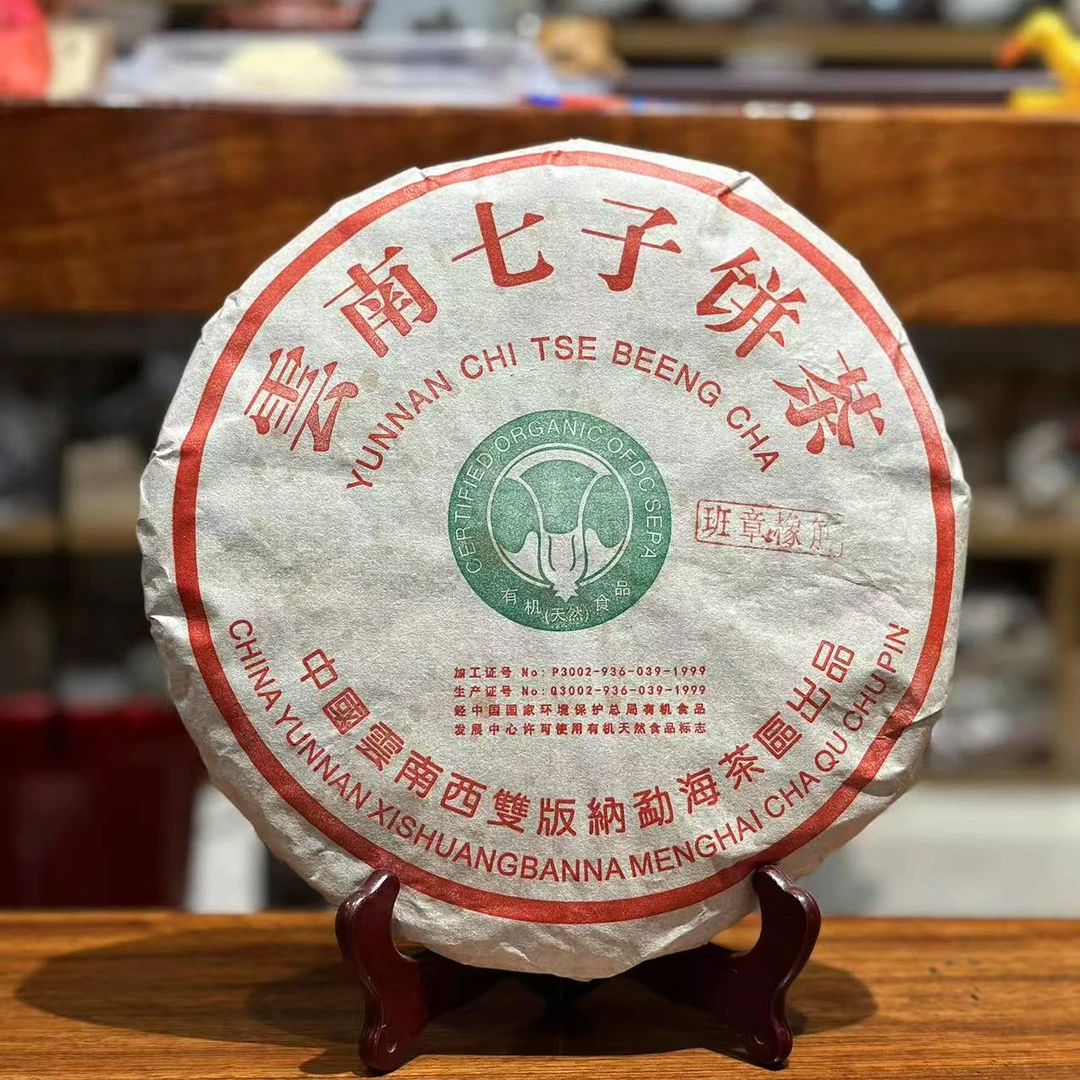 雲南七子餅茶
YUNNAN CHI TSE BEENG CHA
CERTIFIED ORGANIC OFDC SEPA
有机(天然)食品
班章橡
加工证号 No: P3002-936-039-1999
生产证号 No: Q3002-936-039-1999
经中国国家环境保护总局有机食品
发展中心许可使用有机天然食品标志
中國雲南西雙版納勐海茶區出品
CHINA YUNNAN XISHUANGBANNA MENGHAI CHA QU CHU PIN